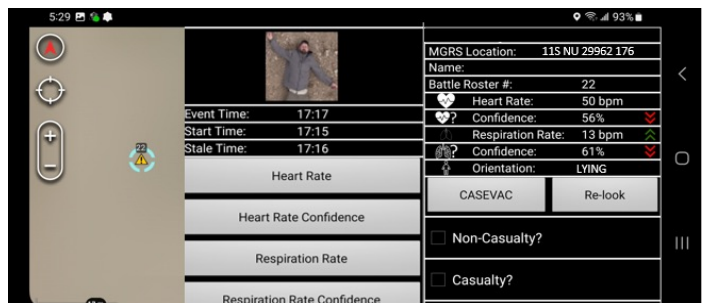 5:29
93%
22
Event Time: 17:17
Start Time: 17:15
Stale Time: 17:16
Heart Rate
Heart Rate Confidence
Respiration Rate
Respiration Rate Confidence
MGRS Location: 11S NU 29962 176
Name:
Battle Roster #: 22
Heart Rate: 50 bpm
? Confidence: 56%
Respiration Rate: 13 bpm
? Confidence: 61%
Orientation: LYING
CASEVAC Re-look
Non-Casualty?
Casualty?